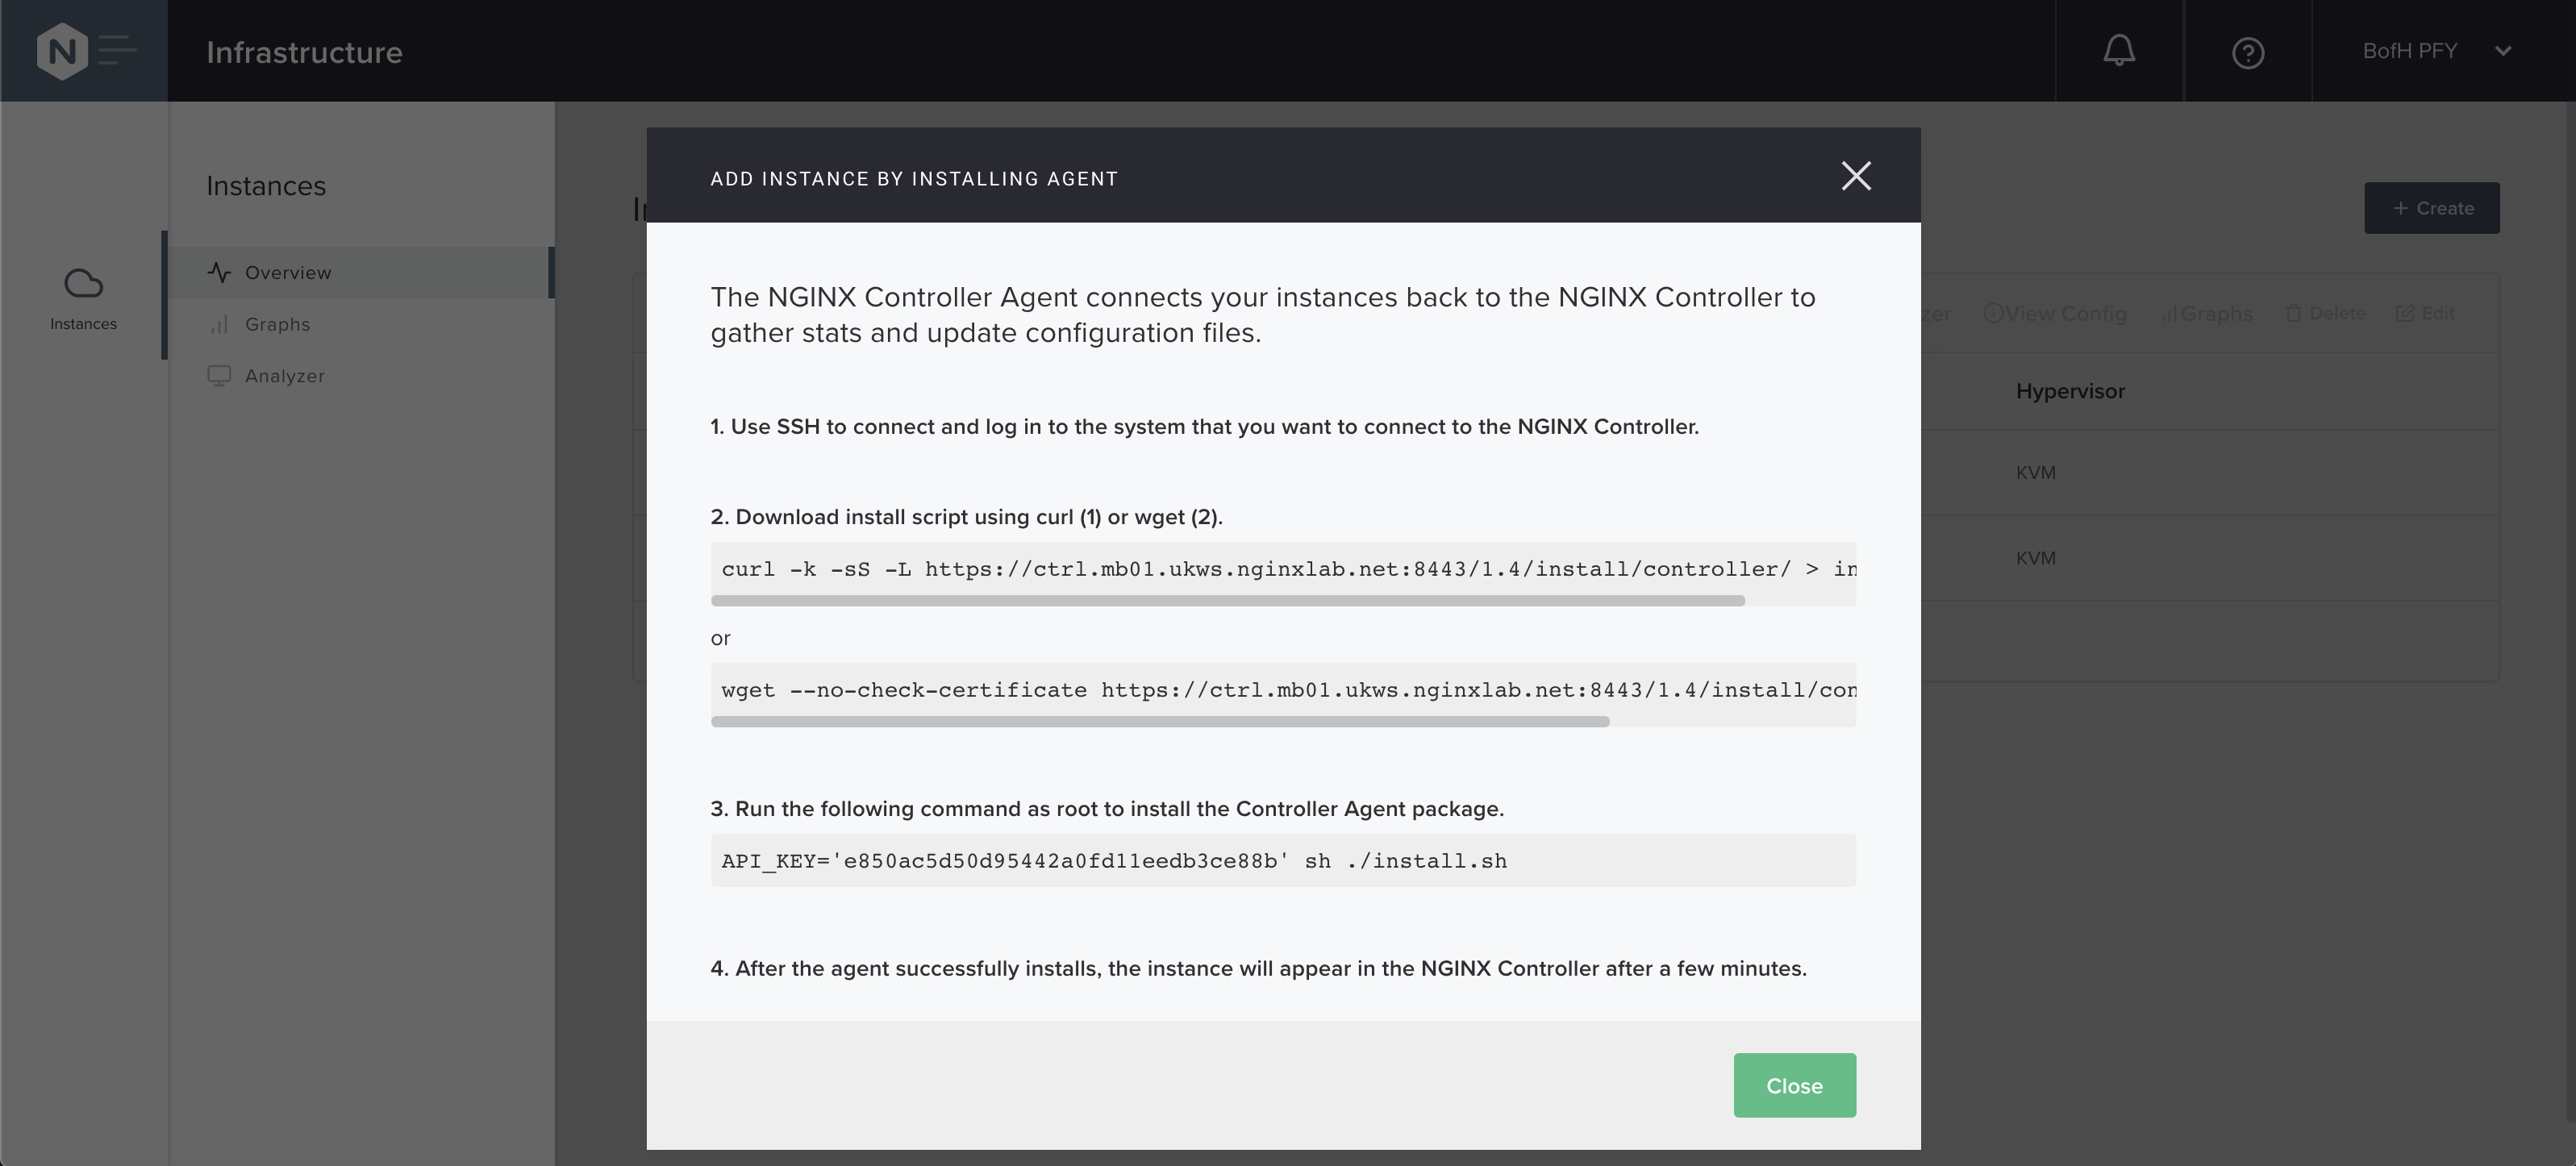 N
Infrastructure
BofH PFY
Instances
Instances
Overview
Graphs
Analyzer
+ Create
View Config
Graphs
Delete
Edit
Hypervisor
KVM
KVM
ADD INSTANCE BY INSTALLING AGENT
The NGINX Controller Agent connects your instances back to the NGINX Controller to
gather stats and update configuration files.
1. Use SSH to connect and log in to the system that you want to connect to the NGINX Controller.
2. Download install script using curl (1) or wget (2).
curl -k -sS -L https://ctrl.mb01.ukws.nginxlab.net:8443/1.4/install/controller/ > in
or
wget --no-check-certificate https://ctrl.mb01.ukws.nginxlab.net:8443/1.4/install/con
3. Run the following command as root to install the Controller Agent package.
API_KEY='e850ac5d50d95442a0fd11eedb3ce88b' sh ./install.sh
4. After the agent successfully installs, the instance will appear in the NGINX Controller after a few minutes.
Close